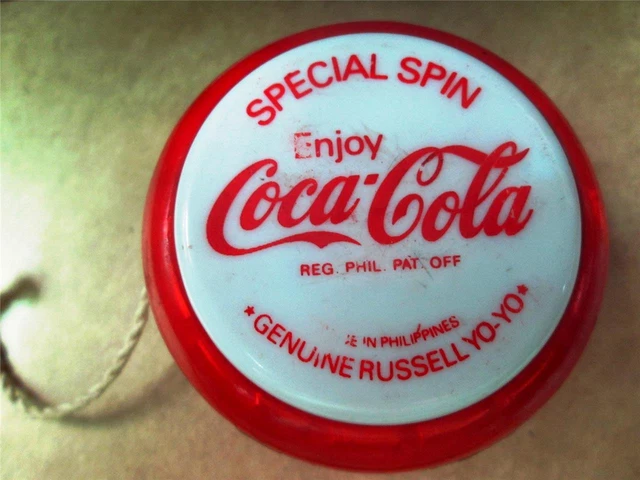 SPECIAL SPIN
Enjoy
Coca-Cola
REG. PHIL. PAT. OFF
IN PHILIPPINES
★GENUINE RUSSELL YO-YO★